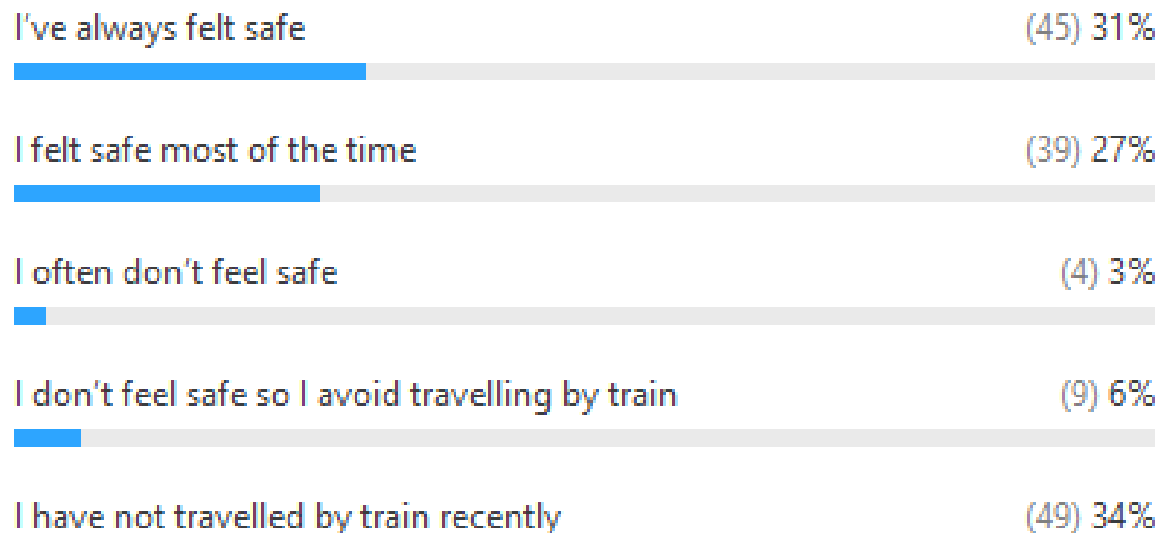 I've always felt safe (45) 31%
I felt safe most of the time (39) 27%
I often don't feel safe (4) 3%
I don't feel safe so I avoid travelling by train (9) 6%
I have not travelled by train recently (49) 34%